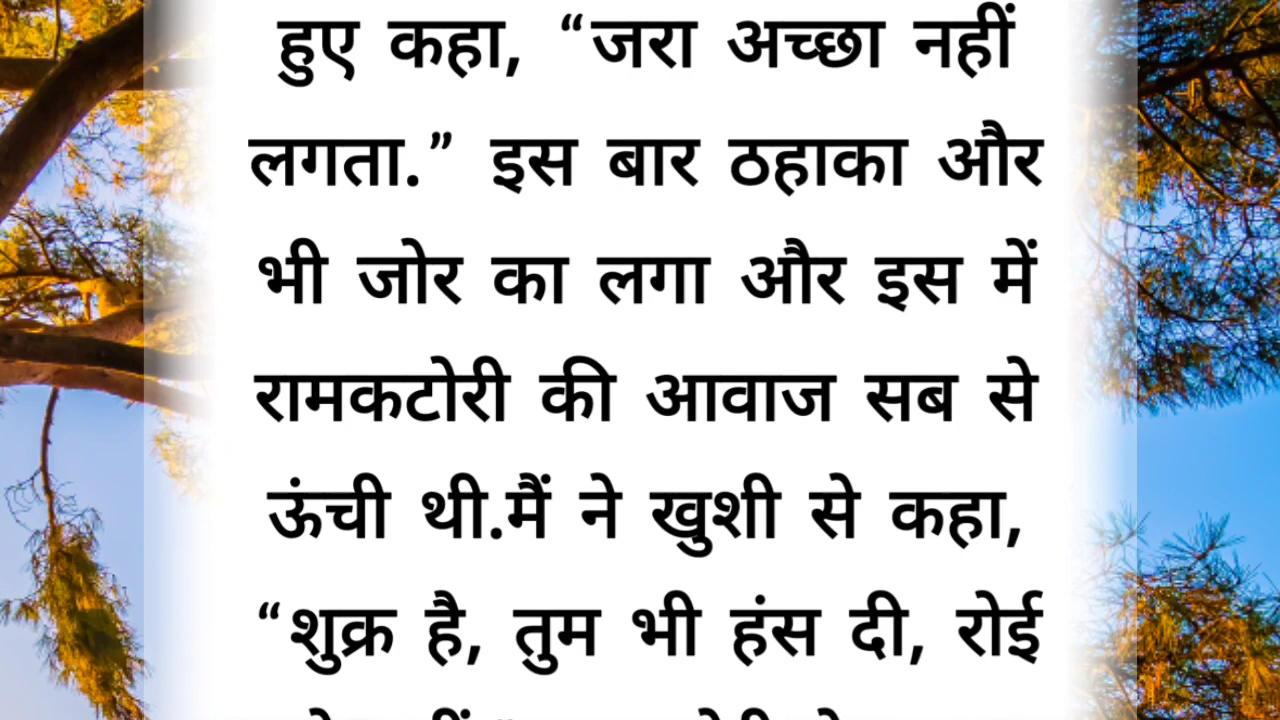 हुए कहा, “जरा अच्छा नहीं
लगता.” इस बार ठहाका और
भी जोर का लगा और इस में
रामकटोरी की आवाज सब से
ऊंची थी.मैं ने खुशी से कहा,
“शुक्र है, तुम भी हंस दी, रोई